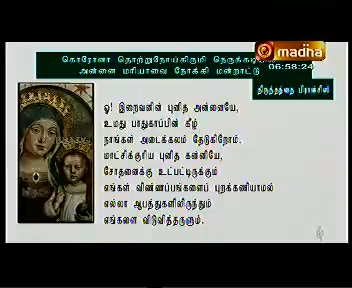 கொரோனா தொற்றுநோய்கிருமி நெருக்கடியில்
அன்னை மரியாவை நோக்கி மன்றாட்டு
madha
06:58:24
திருத்தந்தை பிரான்சிஸ்
ஓ! இறைவனின் புனித அன்னையே,
உமது பாதுகாப்பின் கீழ்
நாங்கள் அடைக்கலம் தேடுகிறோம்.
மாட்சிக்குரிய புனித கன்னியே,
சோதனைக்கு உட்பட்டிருக்கும்
எங்கள் விண்ணப்பங்களைப் புறக்கணியாமல்
எல்லா ஆபத்துகளிலிருந்தும்
எங்களை விடுவித்தருளும்.